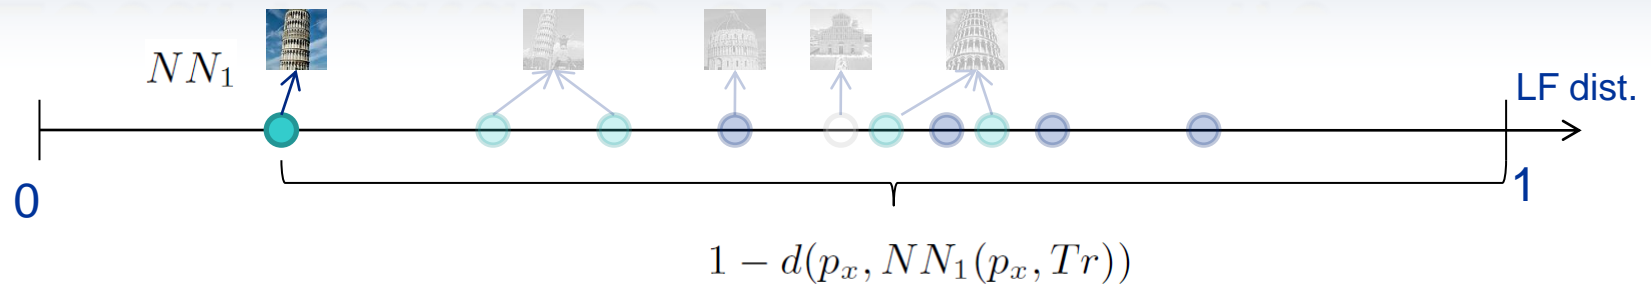 NN₁
LF dist.
0
1
1 − d(pₓ, NN₁(pₓ, Tr))